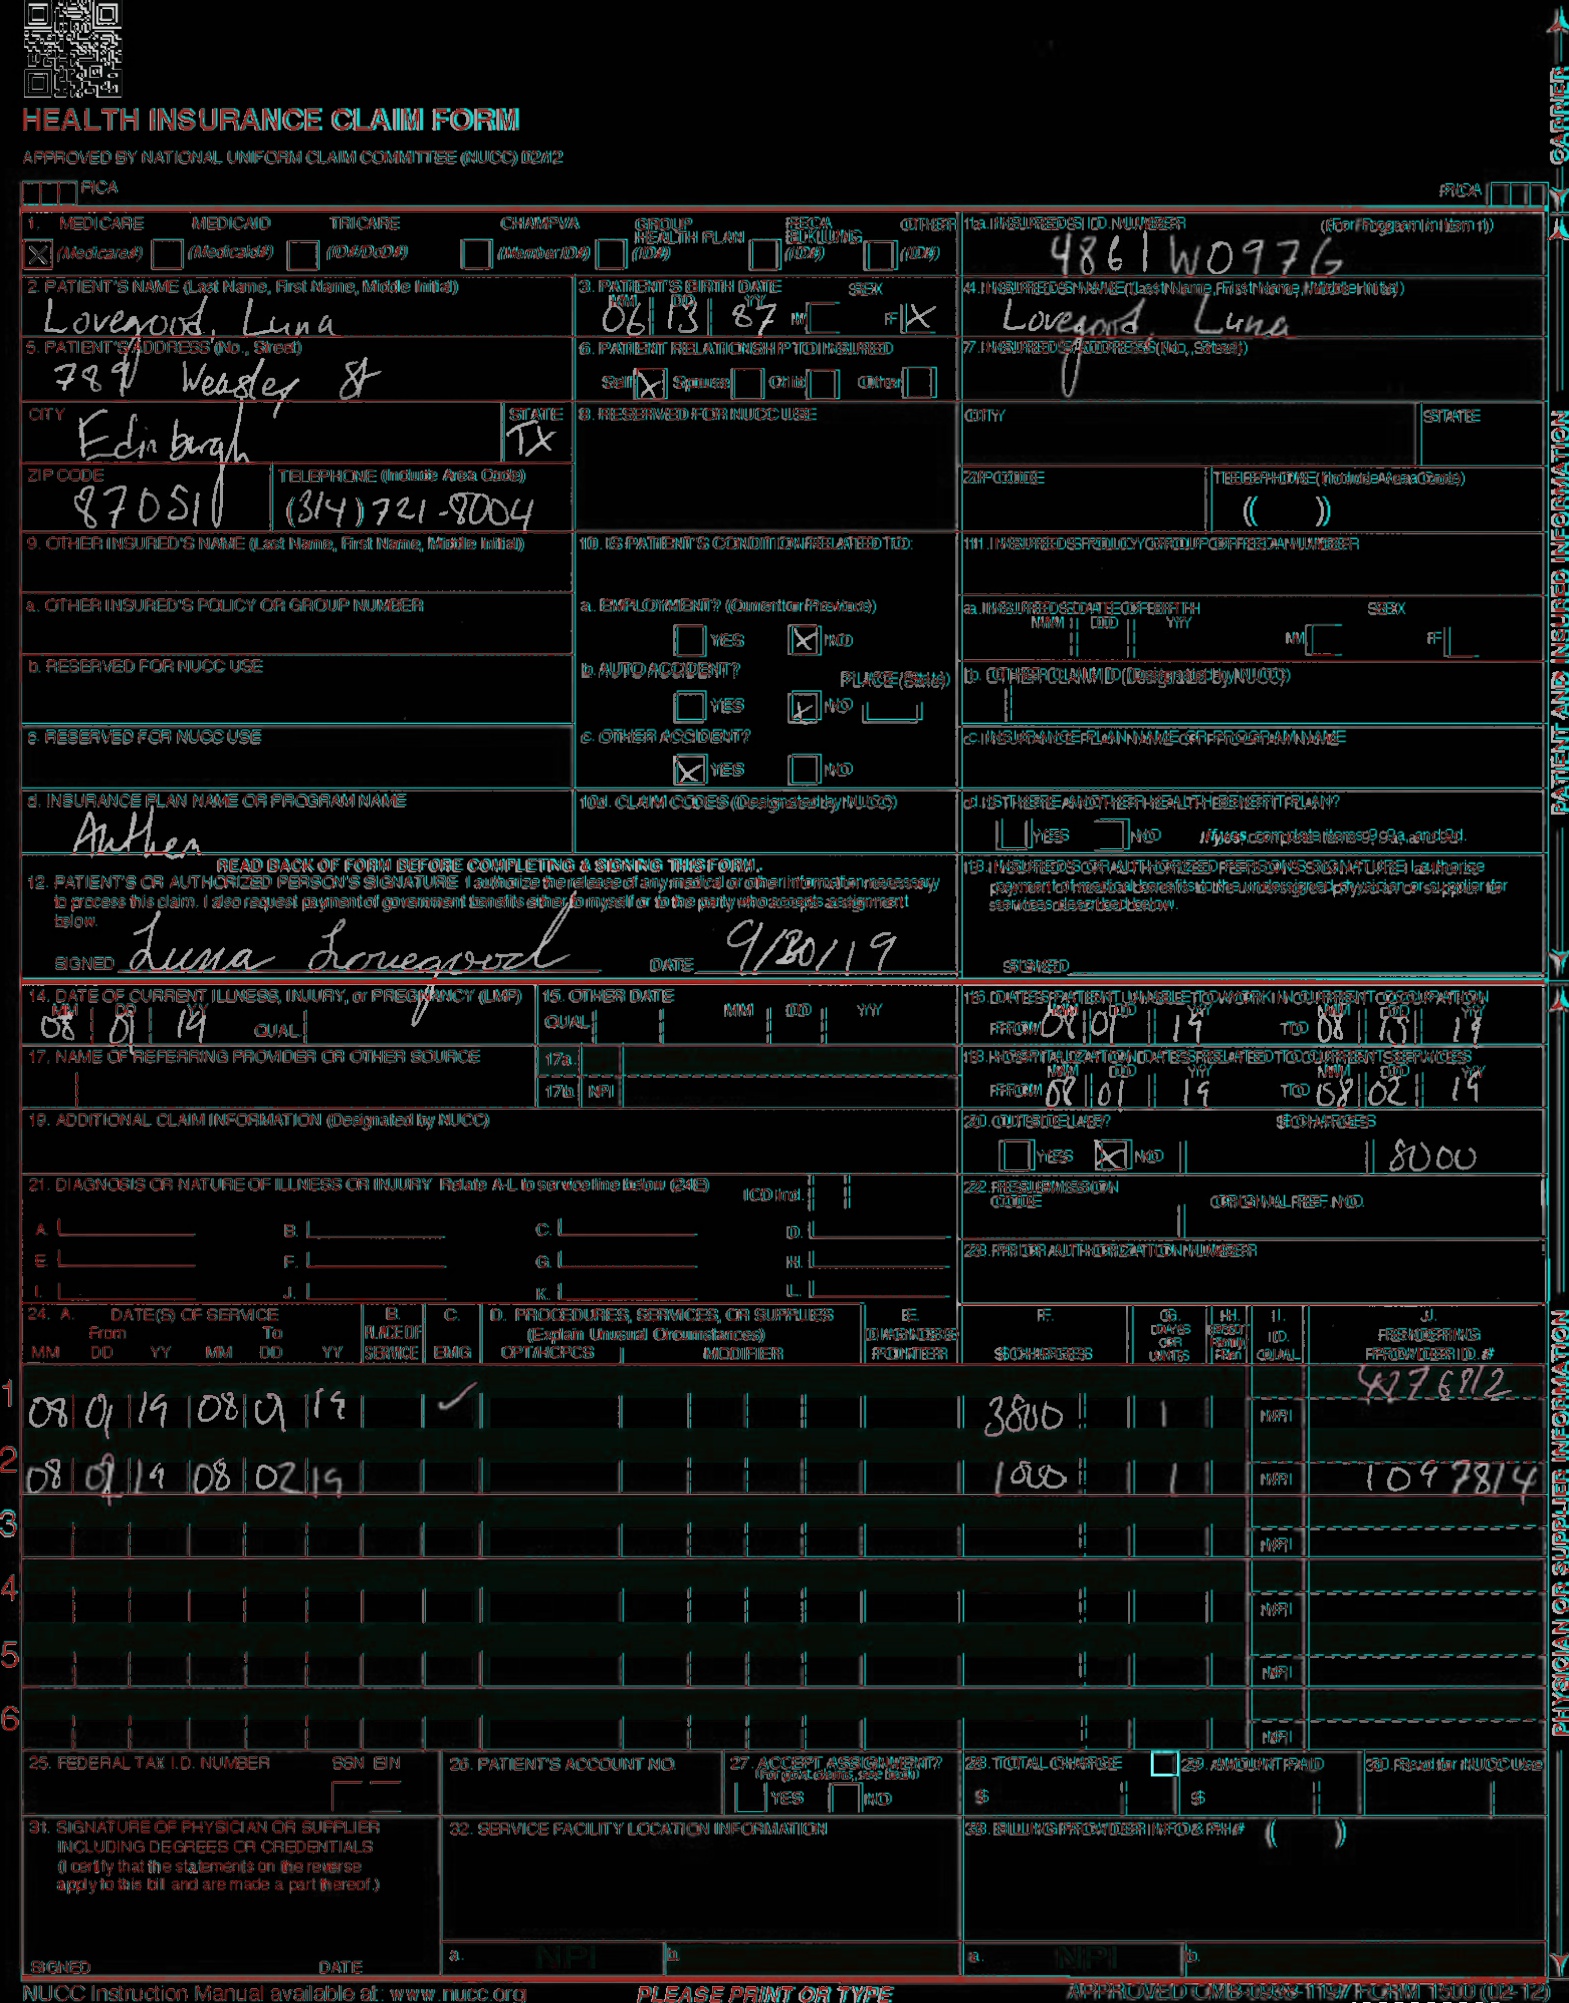 HEALTH INSURANCE CLAIM FORM
APPROVED BY NATIONAL UNIFORM CLAIM COMMITTEE (NUCC) 02/12
PICA PICA
1. MEDICARE MEDICAID TRICARE CHAMPVA GROUP HEALTH PLAN FECA BLK LUNG OTHER 1a. INSURED'S I.D. NUMBER (For Program in Item 1)
X (Medicare#) (Medicaid#) (ID#/DoD#) (Member ID#) (ID#) (ID#) (ID#) 4861W097G
2. PATIENT'S NAME (Last Name, First Name, Middle Initial) 3. PATIENT'S BIRTH DATE SEX 4. INSURED'S NAME (Last Name, First Name, Middle Initial)
MM DD YY
Lovegood, Luna 06 13 87 M F X Lovegood, Luna
5. PATIENT'S ADDRESS (No., Street) 6. PATIENT RELATIONSHIP TO INSURED 7. INSURED'S ADDRESS (No., Street)
789 Weasley St Self X Spouse Child Other
CITY STATE 8. RESERVED FOR NUCC USE CITY STATE
Edinburgh TX
ZIP CODE TELEPHONE (Include Area Code) ZIP CODE TELEPHONE (Include Area Code)
87051 (314) 721-8004 ( )
9. OTHER INSURED'S NAME (Last Name, First Name, Middle Initial) 10. IS PATIENT'S CONDITION RELATED TO: 11. INSURED'S POLICY GROUP OR FECA NUMBER
a. OTHER INSURED'S POLICY OR GROUP NUMBER a. EMPLOYMENT? (Current or Previous) a. INSURED'S DATE OF BIRTH SEX
MM DD YY
YES X NO M F
b. RESERVED FOR NUCC USE b. AUTO ACCIDENT? PLACE (State) b. OTHER CLAIM ID (Designated by NUCC)
YES X NO
c. RESERVED FOR NUCC USE c. OTHER ACCIDENT? c. INSURANCE PLAN NAME OR PROGRAM NAME
X YES NO
d. INSURANCE PLAN NAME OR PROGRAM NAME 10d. CLAIM CODES (Designated by NUCC) d. IS THERE ANOTHER HEALTH BENEFIT PLAN?
Anthem YES NO If yes, complete items 9, 9a, and 9d.
READ BACK OF FORM BEFORE COMPLETING & SIGNING THIS FORM.
12. PATIENT'S OR AUTHORIZED PERSON'S SIGNATURE I authorize the release of any medical or other information necessary
to process this claim. I also request payment of government benefits either to myself or to the party who accepts assignment
below.
13. INSURED'S OR AUTHORIZED PERSON'S SIGNATURE I authorize
payment of medical benefits to the undersigned physician or supplier for
services described below.
SIGNED Luna Lovegood DATE 9/30/19 SIGNED
14. DATE OF CURRENT ILLNESS, INJURY, or PREGNANCY (LMP) 15. OTHER DATE 16. DATES PATIENT UNABLE TO WORK IN CURRENT OCCUPATION
MM DD YY MM DD YY MM DD YY MM DD YY
08 01 19 QUAL. QUAL. FROM 08 01 19 TO 08 15 19
17. NAME OF REFERRING PROVIDER OR OTHER SOURCE 17a. 18. HOSPITALIZATION DATES RELATED TO CURRENT SERVICES
MM DD YY MM DD YY
17b. NPI FROM 08 01 19 TO 08 02 19
19. ADDITIONAL CLAIM INFORMATION (Designated by NUCC) 20. OUTSIDE LAB? $ CHARGES
YES X NO 8000
21. DIAGNOSIS OR NATURE OF ILLNESS OR INJURY Relate A-L to service line below (24E) ICD Ind. 22. RESUBMISSION CODE ORIGINAL REF. NO.
A. B. C. D.
E. F. G. H. 23. PRIOR AUTHORIZATION NUMBER
I. J. K. L.
24. A. DATE(S) OF SERVICE B. C. D. PROCEDURES, SERVICES, OR SUPPLIES E. F. G. H. I. J.
From To PLACE OF (Explain Unusual Circumstances) DIAGNOSIS DAYS OR EPSDT Family ID. RENDERING
MM DD YY MM DD YY SERVICE EMG CPT/HCPCS MODIFIER POINTER $ CHARGES UNITS Plan QUAL. PROVIDER ID. #
1 08 01 19 08 01 19 ✓ 3800 1 NPI
2 08 19 08 02 19 1000 1 NPI 1097814
3 NPI
4 NPI
5 NPI
6 NPI
25. FEDERAL TAX I.D. NUMBER SSN EIN 26. PATIENT'S ACCOUNT NO. 27. ACCEPT ASSIGNMENT? 28. TOTAL CHARGE 29. AMOUNT PAID 30. Rsvd for NUCC Use
(For govt. claims, see back)
YES NO $ $
31. SIGNATURE OF PHYSICIAN OR SUPPLIER
INCLUDING DEGREES OR CREDENTIALS
(I certify that the statements on the reverse
apply to this bill and are made a part thereof.)
32. SERVICE FACILITY LOCATION INFORMATION 33. BILLING PROVIDER INFO & PH# ( )
SIGNED DATE a. NPI b. a. NPI b.
NUCC Instruction Manual available at: www.nucc.org PLEASE PRINT OR TYPE APPROVED OMB-0938-1197 FORM 1500 (02-12)
CARRIER
PATIENT AND INSURED INFORMATION
PHYSICIAN OR SUPPLIER INFORMATION